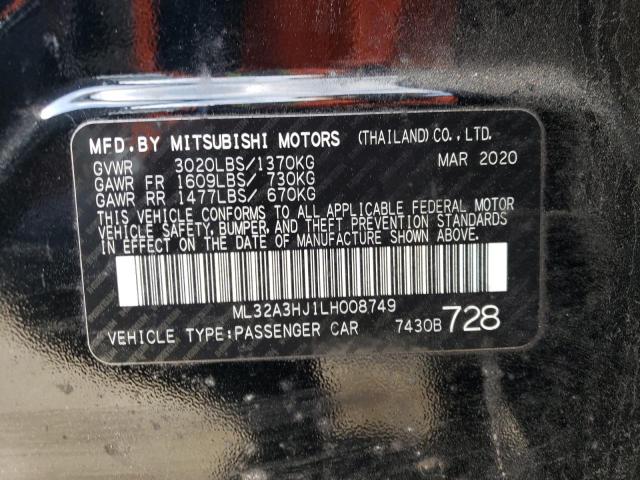 MFD.BY MITSUBISHI MOTORS (THAILAND) CO.,LTD.
GVWR 3020LBS/1370KG MAR 2020
GAWR FR 1609LBS/ 730KG
GAWR RR 1477LBS/ 670KG
THIS VEHICLE CONFORMS TO ALL APPLICABLE FEDERAL MOTOR
VEHICLE SAFETY, BUMPER, AND THEFT PREVENTION STANDARDS
IN EFFECT ON THE DATE OF MANUFACTURE SHOWN ABOVE.
ML32A3HJ1LH008749
VEHICLE TYPE:PASSENGER CAR 7430B 728